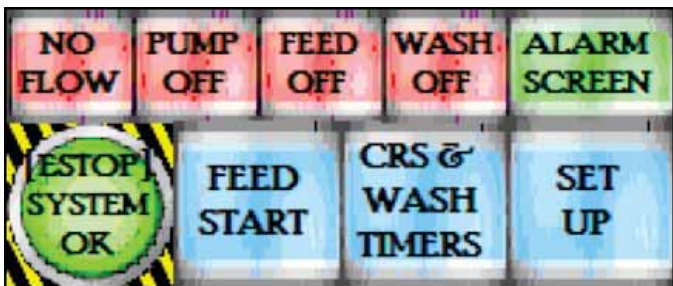 NO
FLOW
PUMP
OFF
FEED
OFF
WASH
OFF
ALARM
SCREEN
[ESTOP]
SYSTEM
OK
FEED
START
CRS &
WASH
TIMERS
SET
UP